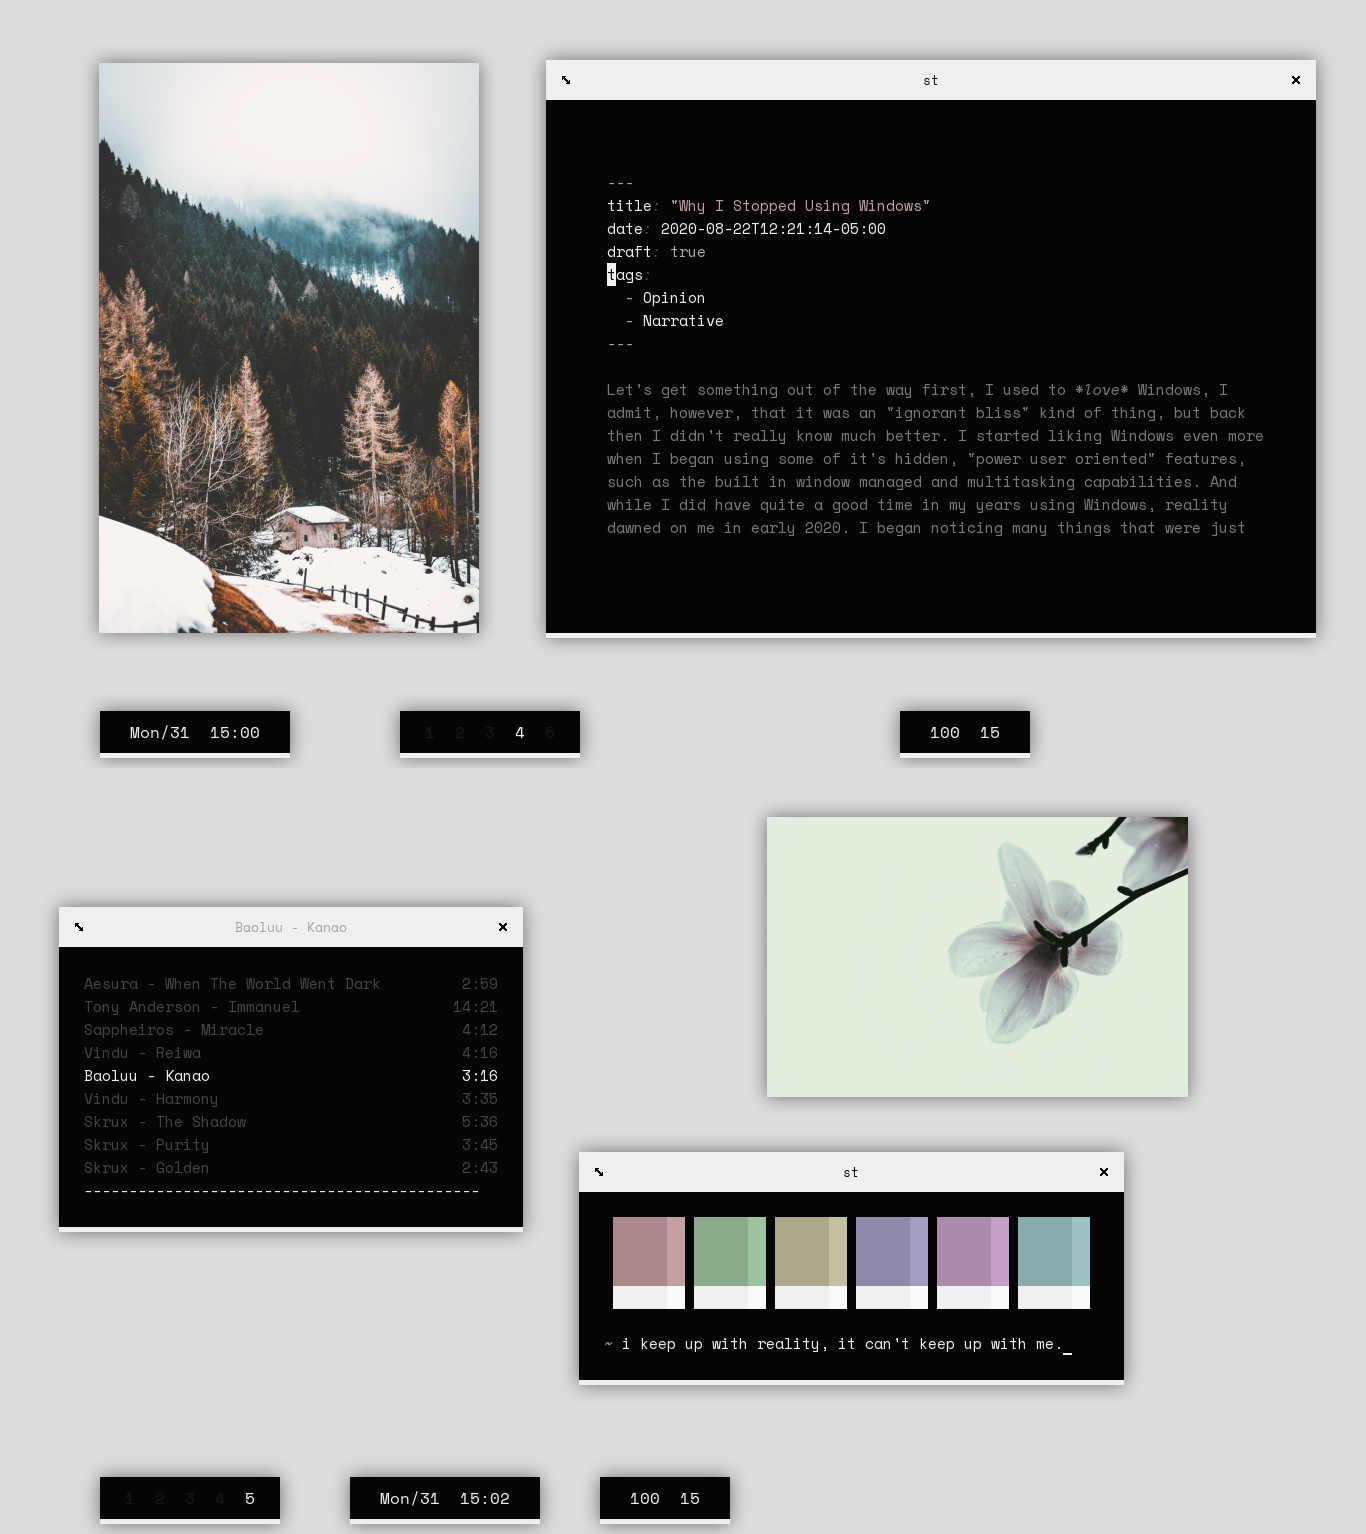 st
---
title: "Why I Stopped Using Windows"
date: 2020-08-22T12:21:14-05:00
draft: true
tags:
- Opinion
- Narrative
---
Let's get something out of the way first, I used to *love* Windows, I
admit, however, that it was an "ignorant bliss" kind of thing, but back
then I didn't really know much better. I started liking Windows even more
when I began using some of it's hidden, "power user oriented" features,
such as the built in window managed and multitasking capabilities. And
while I did have quite a good time in my years using Windows, reality
dawned on me in early 2020. I began noticing many things that were just
Mon/31 15:00
1 2 3 4 5
100 15
Baoluu - Kanao
Aesura - When The World Went Dark 2:59
Tony Anderson - Immanuel 14:21
Sappheiros - Miracle 4:12
Vindu - Reiwa 4:16
Baoluu - Kanao 3:16
Vindu - Harmony 3:35
Skrux - The Shadow 5:36
Skrux - Purity 3:45
Skrux - Golden 2:43
--------------------------------------------
st
~ i keep up with reality, it can't keep up with me._
1 2 3 4 5
Mon/31 15:02
100 15